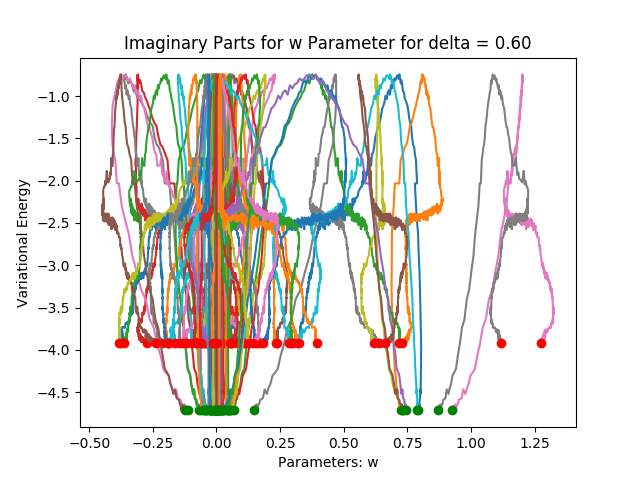 Imaginary Parts for w Parameter for delta = 0.60
Variational Energy
−1.0
−1.5
−2.0
−2.5
−3.0
−3.5
−4.0
−4.5
−0.50 −0.25 0.00 0.25 0.50 0.75 1.00 1.25
Parameters: w